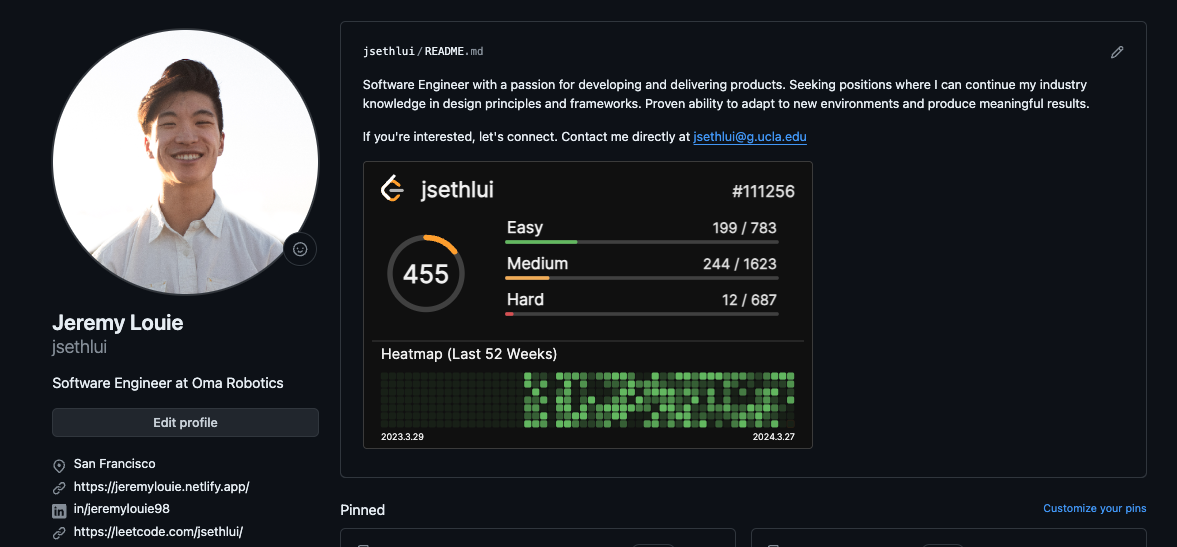 Jeremy Louie
jsethlui
Software Engineer at Oma Robotics
Edit profile
San Francisco
https://jeremylouie.netlify.app/
in/jeremylouie98
https://leetcode.com/jsethlui/
jsethlui/README.md
Software Engineer with a passion for developing and delivering products. Seeking positions where I can continue my industry
knowledge in design principles and frameworks. Proven ability to adapt to new environments and produce meaningful results.
If you're interested, let's connect. Contact me directly at jsethlui@g.ucla.edu
jsethlui #111256
455
Easy 199 / 783
Medium 244 / 1623
Hard 12 / 687
Heatmap (Last 52 Weeks)
2023.3.29 2024.3.27
Pinned Customize your pins